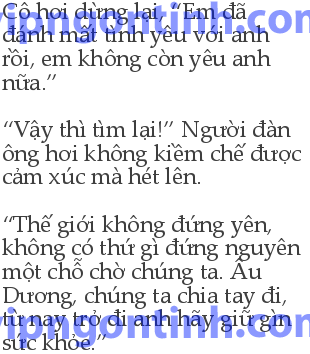 Cô hơi dừng lại, “Em đã
đánh mất tình yêu với anh
rồi, em không còn yêu anh
nữa.”
“Vậy thì tìm lại!” Người đàn
ông hơi không kiềm chế được
cảm xúc mà hét lên.
“Thế giới không đứng yên,
không có thứ gì đứng nguyên
một chỗ chờ chúng ta. Âu
Dương, chúng ta chia tay đi,
từ nay trở đi anh hãy giữ gìn
sức khỏe.”